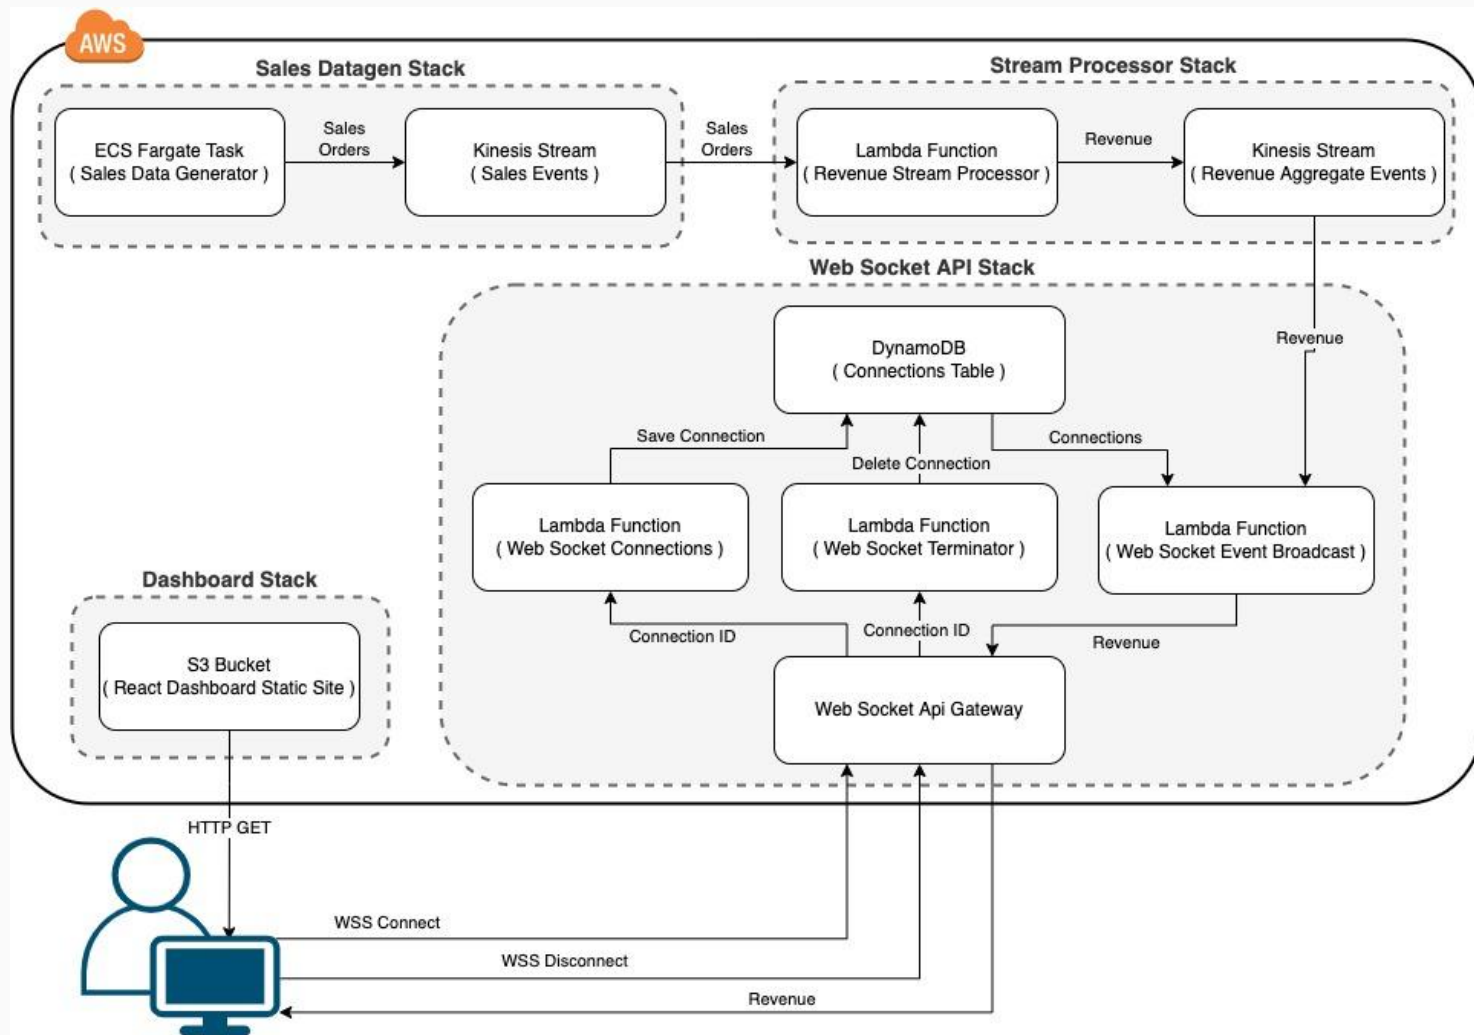 AWS
Sales Datagen Stack
Stream Processor Stack
ECS Fargate Task
( Sales Data Generator )
Sales
Orders
Kinesis Stream
( Sales Events )
Sales
Orders
Lambda Function
( Revenue Stream Processor )
Revenue
Kinesis Stream
( Revenue Aggregate Events )
Web Socket API Stack
DynamoDB
( Connections Table )
Revenue
Save Connection
Connections
Delete Connection
Lambda Function
( Web Socket Connections )
Lambda Function
( Web Socket Terminator )
Lambda Function
( Web Socket Event Broadcast )
Dashboard Stack
Connection ID
Connection ID
Revenue
S3 Bucket
( React Dashboard Static Site )
Web Socket Api Gateway
HTTP GET
WSS Connect
WSS Disconnect
Revenue